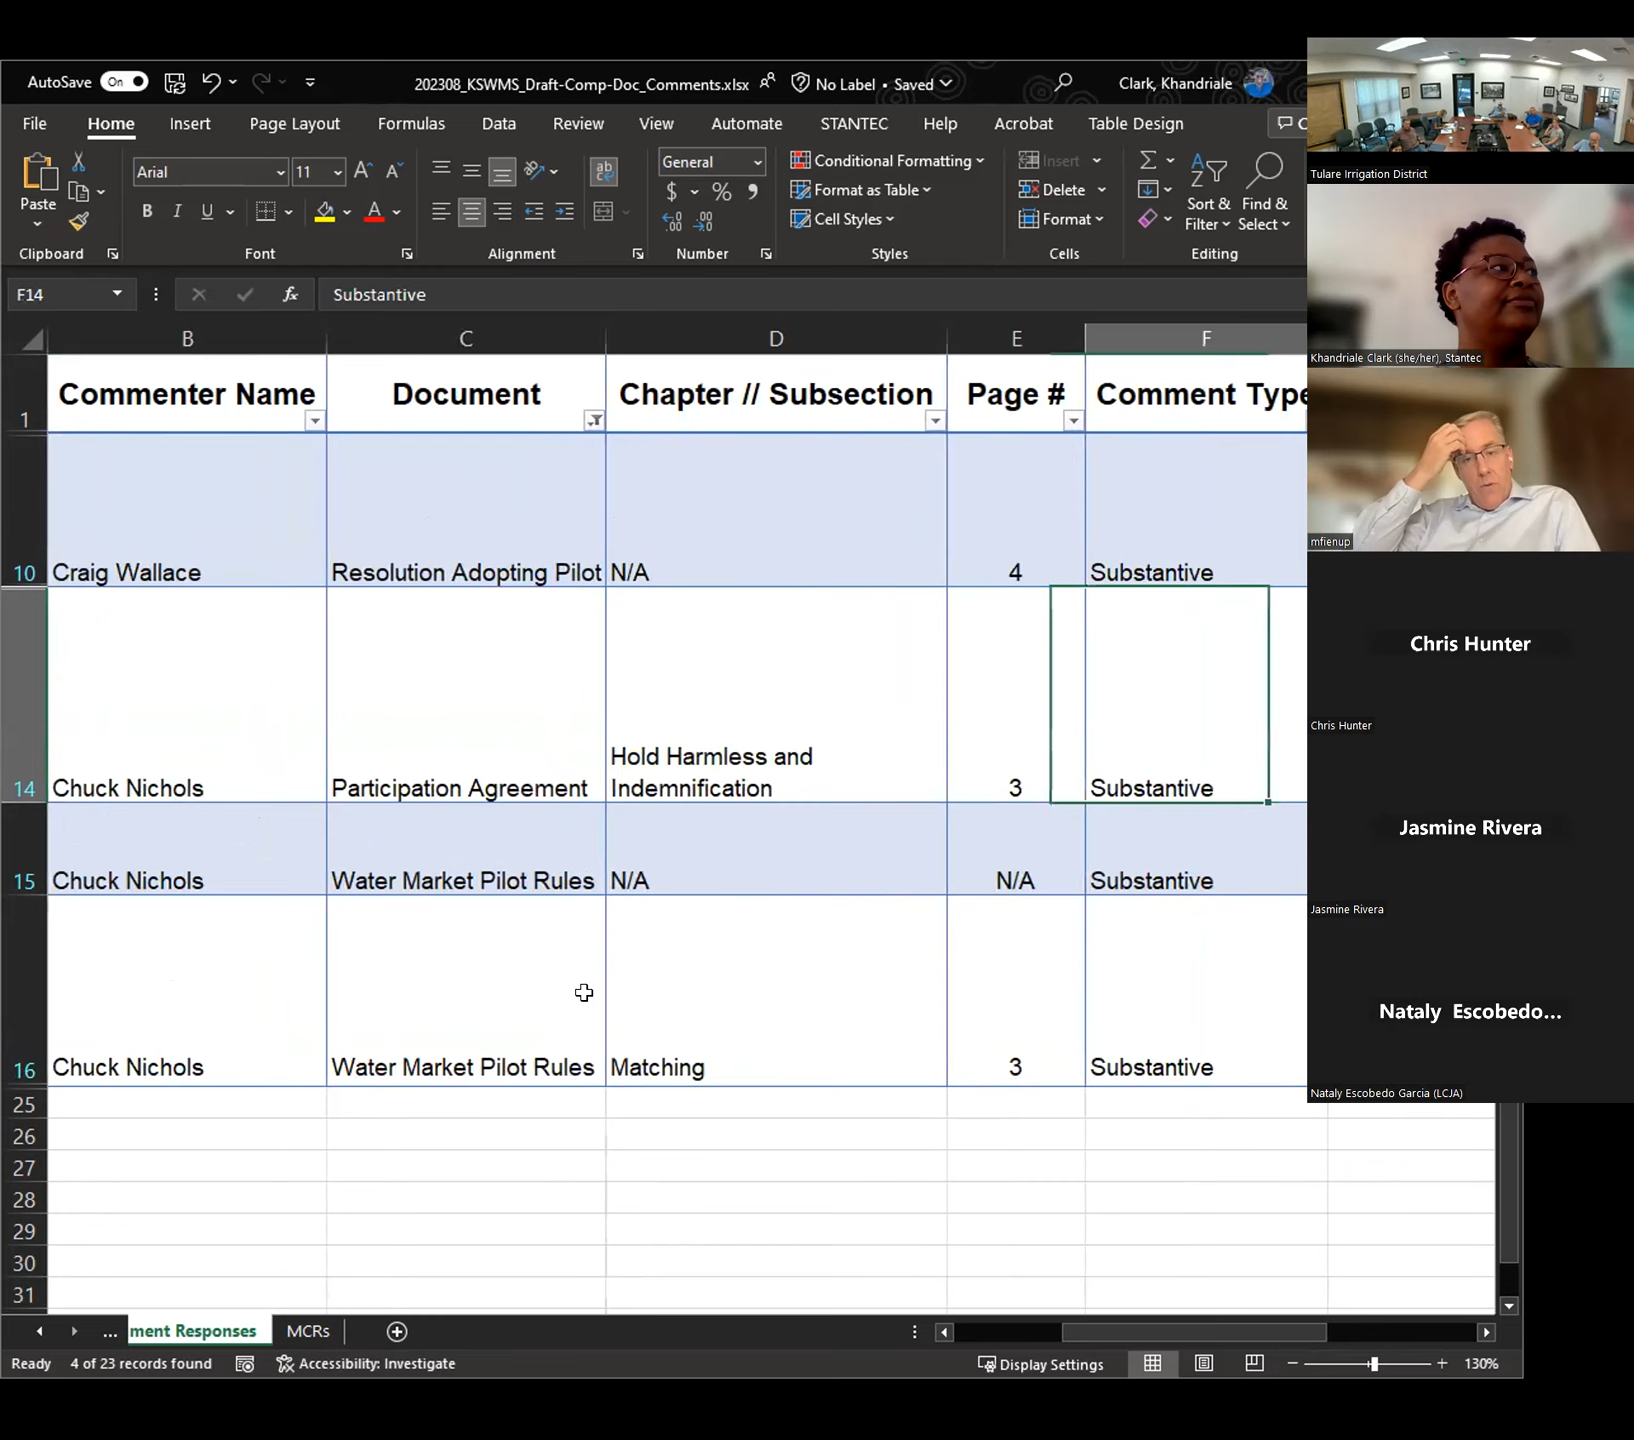 AutoSave On 202308_KSWMS_Draft-Comp-Doc_Comments.xlsx No Label • Saved Clark, Khandriale
File Home Insert Page Layout Formulas Data Review View Automate STANTEC Help Acrobat Table Design C
Paste
Arial 11 A A
B I U A
ab
General
$ % 9
Conditional Formatting
Format as Table
Cell Styles
Insert
Delete
Format
Sort &
Filter
Find &
Select
Clipboard Font Alignment Number Styles Cells Editing
F14 fx Substantive
B C D E F
1 Commenter Name Document Chapter // Subsection Page # Comment Type
10 Craig Wallace Resolution Adopting Pilot N/A 4 Substantive
Hold Harmless and
14 Chuck Nichols Participation Agreement Indemnification 3 Substantive
15 Chuck Nichols Water Market Pilot Rules N/A N/A Substantive
16 Chuck Nichols Water Market Pilot Rules Matching 3 Substantive
25
26
27
28
29
30
31
... ment Responses MCRs
Ready 4 of 23 records found Accessibility: Investigate Display Settings 130%
Tulare Irrigation District
Khandriale Clark (she/her), Stantec
mfienup
Chris Hunter
Chris Hunter
Jasmine Rivera
Jasmine Rivera
Nataly Escobedo...
Nataly Escobedo Garcia (LCJA)